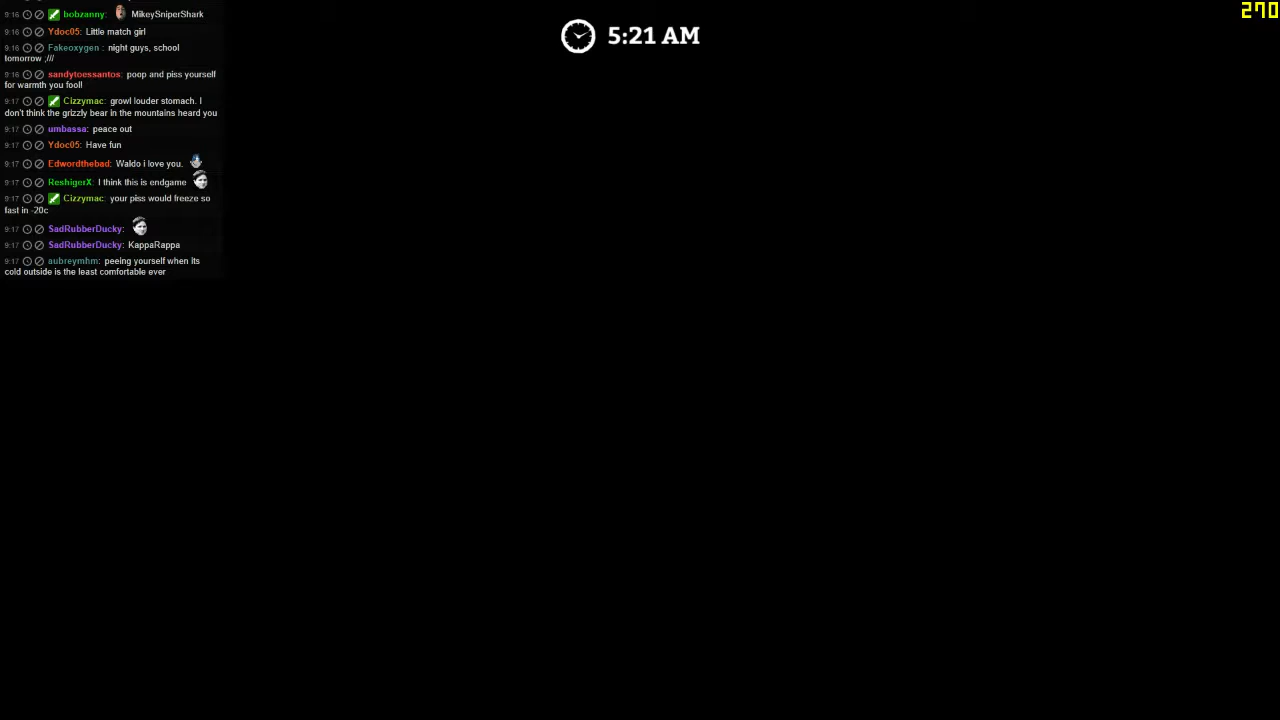 270
5:21 AM
9:16 bobzanny: MikeySniperShark
9:16 Ydoc05: Little match girl
9:16 Fakeoxygen : night guys, school
tomorrow ;///
9:16 sandytoessantos: poop and piss yourself
for warmth you fool!
9:17 Cizzymac: growl louder stomach. I
don't think the grizzly bear in the mountains heard you
9:17 umbassa: peace out
9:17 Ydoc05: Have fun
9:17 Edwordthebad: Waldo i love you.
9:17 ReshigerX: I think this is endgame
9:17 Cizzymac: your piss would freeze so
fast in -20c
9:17 SadRubberDucky:
9:17 SadRubberDucky: KappaRappa
9:17 aubreymhm: peeing yourself when its
cold outside is the least comfortable ever